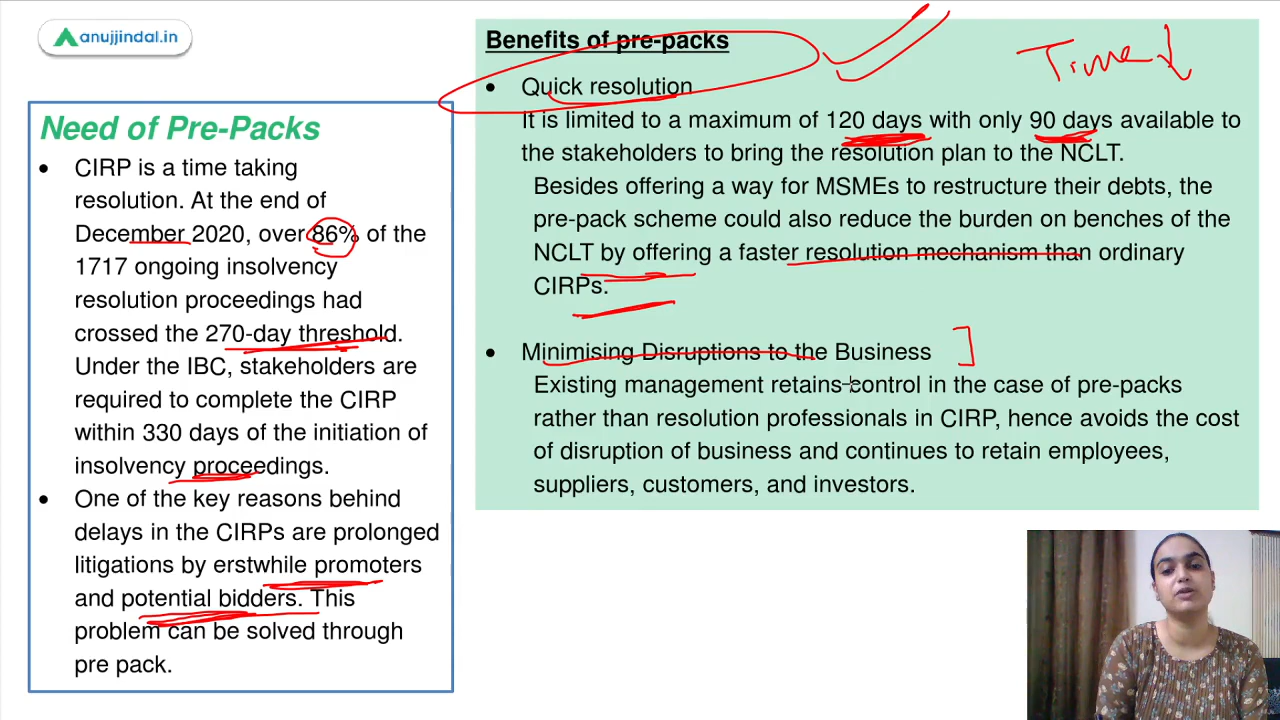 anujjindal.in
Need of Pre-Packs
• CIRP is a time taking
resolution. At the end of
December 2020, over 86% of the
1717 ongoing insolvency
resolution proceedings had
crossed the 270-day threshold.
Under the IBC, stakeholders are
required to complete the CIRP
within 330 days of the initiation of
insolvency proceedings.
• One of the key reasons behind
delays in the CIRPs are prolonged
litigations by erstwhile promoters
and potential bidders. This
problem can be solved through
pre pack.
Benefits of pre-packs
Time
• Quick resolution
It is limited to a maximum of 120 days with only 90 days available to
the stakeholders to bring the resolution plan to the NCLT.
Besides offering a way for MSMEs to restructure their debts, the
pre-pack scheme could also reduce the burden on benches of the
NCLT by offering a faster resolution mechanism than ordinary
CIRPs.
• Minimising Disruptions to the Business
Existing management retains control in the case of pre-packs
rather than resolution professionals in CIRP, hence avoids the cost
of disruption of business and continues to retain employees,
suppliers, customers, and investors.